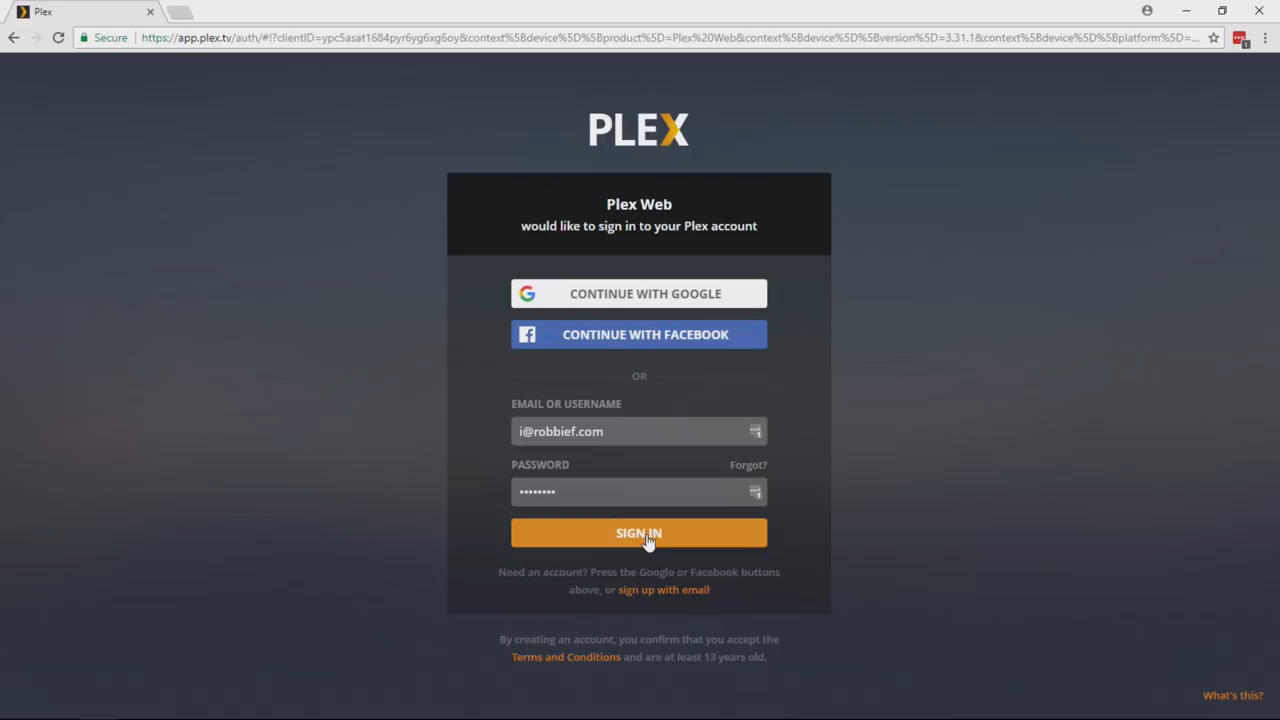 Plex
Secure
https://app.plex.tv/auth/#!?clientID=ypc5asat1684pyr6yg6xg6oy&context%5Bdevice%5D%5Bproduct%5D=Plex%20Web&context%5Bdevice%5D%5Bversion%5D=3.31.1&context%5Bdevice%5D%5Bplatform%5D=...
1
PLEX
Plex Web
would like to sign in to your Plex account
CONTINUE WITH GOOGLE
CONTINUE WITH FACEBOOK
OR
EMAIL OR USERNAME
i@robbief.com
PASSWORD
Forgot?
••••••••
SIGN IN
Need an account? Press the Google or Facebook buttons
above, or sign up with email
By creating an account, you confirm that you accept the
Terms and Conditions and are at least 13 years old.
What's this?